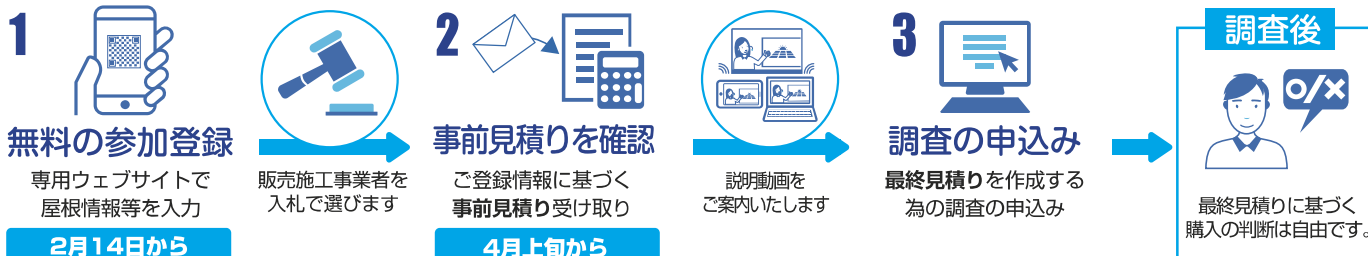 1
無料の参加登録
専用ウェブサイトで
屋根情報等を入力
2月14日から
販売施工事業者を
入札で選びます
2
事前見積りを確認
ご登録情報に基づく
事前見積り受け取り
4月上旬から
説明動画を
ご案内いたします
3
調査の申込み
最終見積りを作成する
為の調査の申込み
調査後
o/×
最終見積りに基づく
購入の判断は自由です。